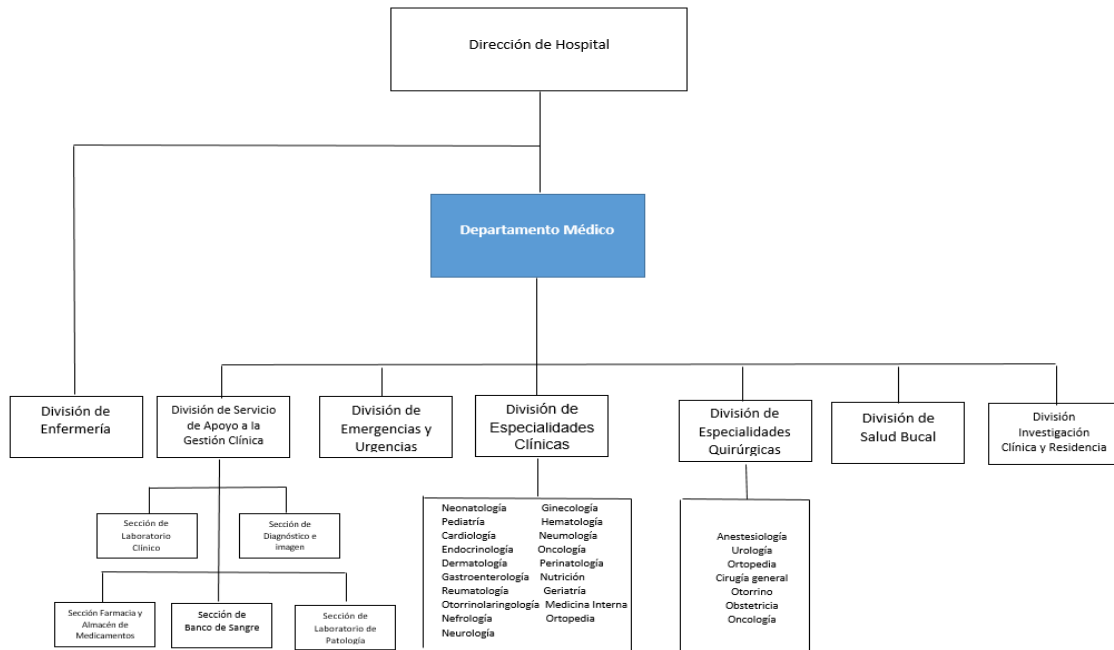 Dirección de Hospital
Departamento Médico
División de
Enfermería
División de Servicio
de Apoyo a la
Gestión Clínica
División de
Emergencias y
Urgencias
División de
Especialidades
Clínicas
División de
Especialidades
Quirúrgicas
División de
Salud Bucal
División
Investigación
Clínica y Residencia
Sección de
Laboratorio
Clínico
Sección de
Diagnóstico e
imagen
Sección Farmacia y
Almacén de
Medicamentos
Sección de
Banco de Sangre
Sección de
Laboratorio de
Patología
Neonatología Ginecología
Pediatría Hematología
Cardiología Neumología
Endocrinología Oncología
Dermatología Perinatología
Gastroenterología Nutrición
Reumatología Geriatría
Otorrinolaringología Medicina Interna
Nefrología Ortopedia
Neurología
Anestesiología
Urología
Ortopedia
Cirugía general
Otorrino
Obstetricia
Oncología